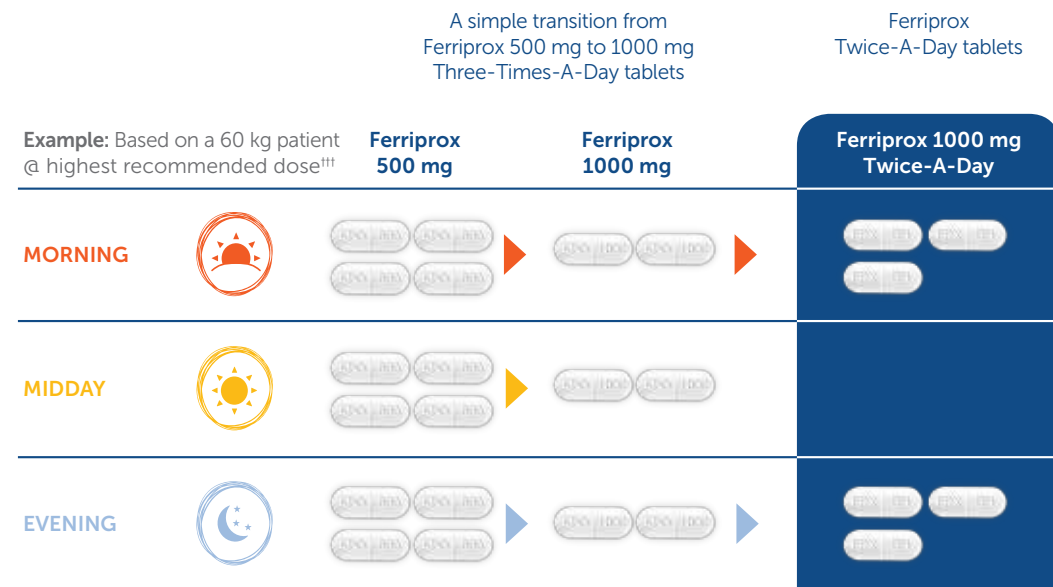 A simple transition from
Ferriprox 500 mg to 1000 mg
Three-Times-A-Day tablets
Ferriprox
Twice-A-Day tablets
Example: Based on a 60 kg patient
@ highest recommended dose†††
Ferriprox
500 mg
Ferriprox
1000 mg
Ferriprox 1000 mg
Twice-A-Day
MORNING
MIDDAY
EVENING